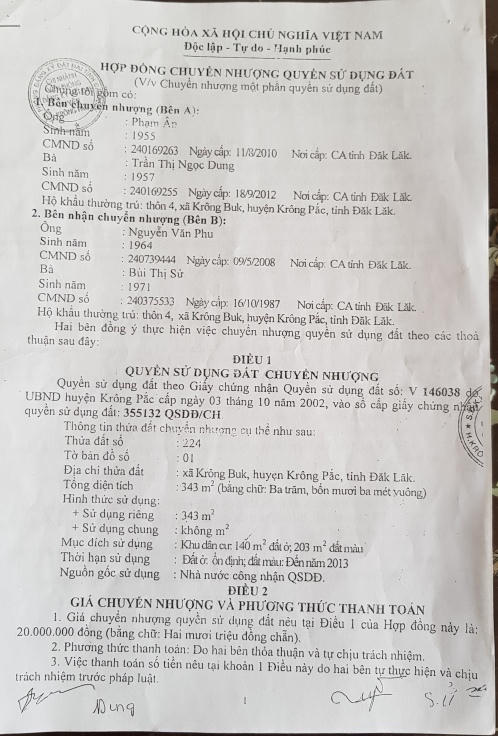 CỘNG HÒA XÃ HỘI CHỦ NGHĨA VIỆT NAM
Độc lập - Tự do - Hạnh phúc
HỢP ĐỒNG CHUYỂN NHƯỢNG QUYỀN SỬ DỤNG ĐẤT
(V/v Chuyển nhượng một phần quyền sử dụng đất)
Chúng tôi gồm có:
1. Bên chuyển nhượng (Bên A):
Ông : Phạm Ân
Sinh năm : 1955
CMND số : 240169263 Ngày cấp: 11/8/2010 Nơi cấp: CA tỉnh Đăk Lăk.
Bà : Trần Thị Ngọc Dung
Sinh năm : 1957
CMND số : 240169255 Ngày cấp: 18/9/2012 Nơi cấp: CA tỉnh Đăk Lăk.
Hộ khẩu thường trú: thôn 4, xã Krông Buk, huyện Krông Pắc, tỉnh Đăk Lăk.
2. Bên nhận chuyển nhượng (Bên B):
Ông : Nguyễn Văn Phu
Sinh năm : 1964
CMND số : 240739444 Ngày cấp: 09/5/2008 Nơi cấp: CA tỉnh Đăk Lăk.
Bà : Bùi Thị Sử
Sinh năm : 1971
CMND số : 240375533 Ngày cấp: 16/10/1987 Nơi cấp: CA tỉnh Đăk Lăk.
Hộ khẩu thường trú: thôn 4, xã Krông Buk, huyện Krông Pắc, tỉnh Đăk Lăk.
Hai bên đồng ý thực hiện việc chuyển nhượng quyền sử dụng đất theo các thoả
thuận sau đây:
ĐIỀU 1
QUYỀN SỬ DỤNG ĐẤT CHUYỂN NHƯỢNG
Quyền sử dụng đất theo Giấy chứng nhận Quyền sử dụng đất số: V 146038 do
UBND huyện Krông Pắc cấp ngày 03 tháng 10 năm 2002, vào số cấp giấy chứng nhận
quyền sử dụng đất: 355132 QSDĐ/CH.
Thông tin thửa đất chuyển nhượng cụ thể như sau:
Thửa đất số : 224
Tờ bản đồ số : 01
Địa chỉ thửa đất : xã Krông Buk, huyện Krông Pắc, tỉnh Đăk Lăk.
Tổng diện tích : 343 m² (bằng chữ: Ba trăm, bốn mươi ba mét vuông)
Hình thức sử dụng:
+ Sử dụng riêng : 343 m²
+ Sử dụng chung : không m²
Mục đích sử dụng : Khu dân cư: 140 m² đất ở; 203 m² đất màu
Thời hạn sử dụng : Đất ở: ổn định; đất màu: Đến năm 2013
Nguồn gốc sử dụng : Nhà nước công nhận QSDĐ.
ĐIỀU 2
GIÁ CHUYỂN NHƯỢNG VÀ PHƯƠNG THỨC THANH TOÁN
1. Giá chuyển nhượng quyền sử dụng đất nêu tại Điều 1 của Hợp đồng này là:
20.000.000 đồng (bằng chữ: Hai mươi triệu đồng chẵn).
2. Phương thức thanh toán: Do hai bên thỏa thuận và tự chịu trách nhiệm.
3. Việc thanh toán số tiền nêu tại khoản 1 Điều này do hai bên tự thực hiện và chịu
trách nhiệm trước pháp luật.
Dung
1